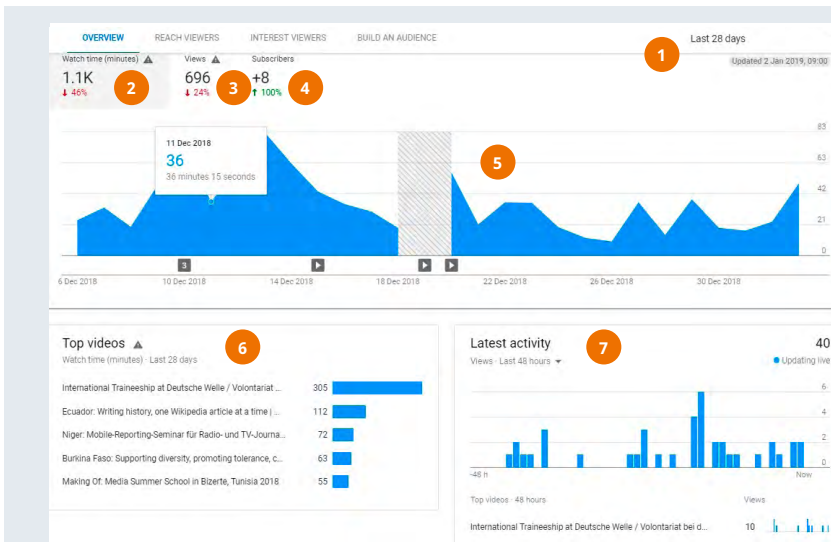 OVERVIEW REACH VIEWERS INTEREST VIEWERS BUILD AN AUDIENCE
Last 28 days
1
Updated 2 Jan 2019, 09:00
Watch time (minutes) Views Subscribers
1.1K 696 +8
46% 24% 100%
2 3 4
83
11 Dec 2018
36
36 minutes 15 seconds
5
63
42
21
0
3
6 Dec 2018 10 Dec 2018 14 Dec 2018 18 Dec 2018 22 Dec 2018 26 Dec 2018 30 Dec 2018
Top videos
6
Watch time (minutes) · Last 28 days
International Traineeship at Deutsche Welle / Volontariat ... 305
Ecuador: Writing history, one Wikipedia article at a time | ... 112
Niger: Mobile-Reporting-Seminar für Radio- und TV-Journa... 72
Burkina Faso: Supporting diversity, promoting tolerance, c... 63
Making Of: Media Summer School in Bizerte, Tunisia 2018 55
Latest activity 40
7
Views · Last 48 hours Updating live
6
4
2
0
-48 h Now
Top videos · 48 hours Views
International Traineeship at Deutsche Welle / Volontariat bei d... 10